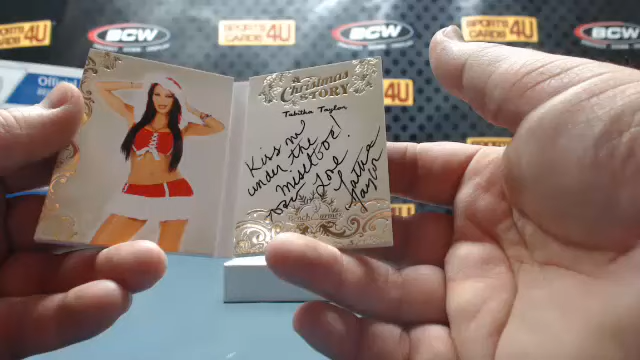 SPORTS CARDS 4U
BCW
SPORTS
CARDS 4U
BCW
SPORTS
CARDS 4U
BCW
Official
A Christmas
STORY
Tabitha Taylor
Kiss me
under the
Mistletoe!
Love
Tabitha
Taylor
4U